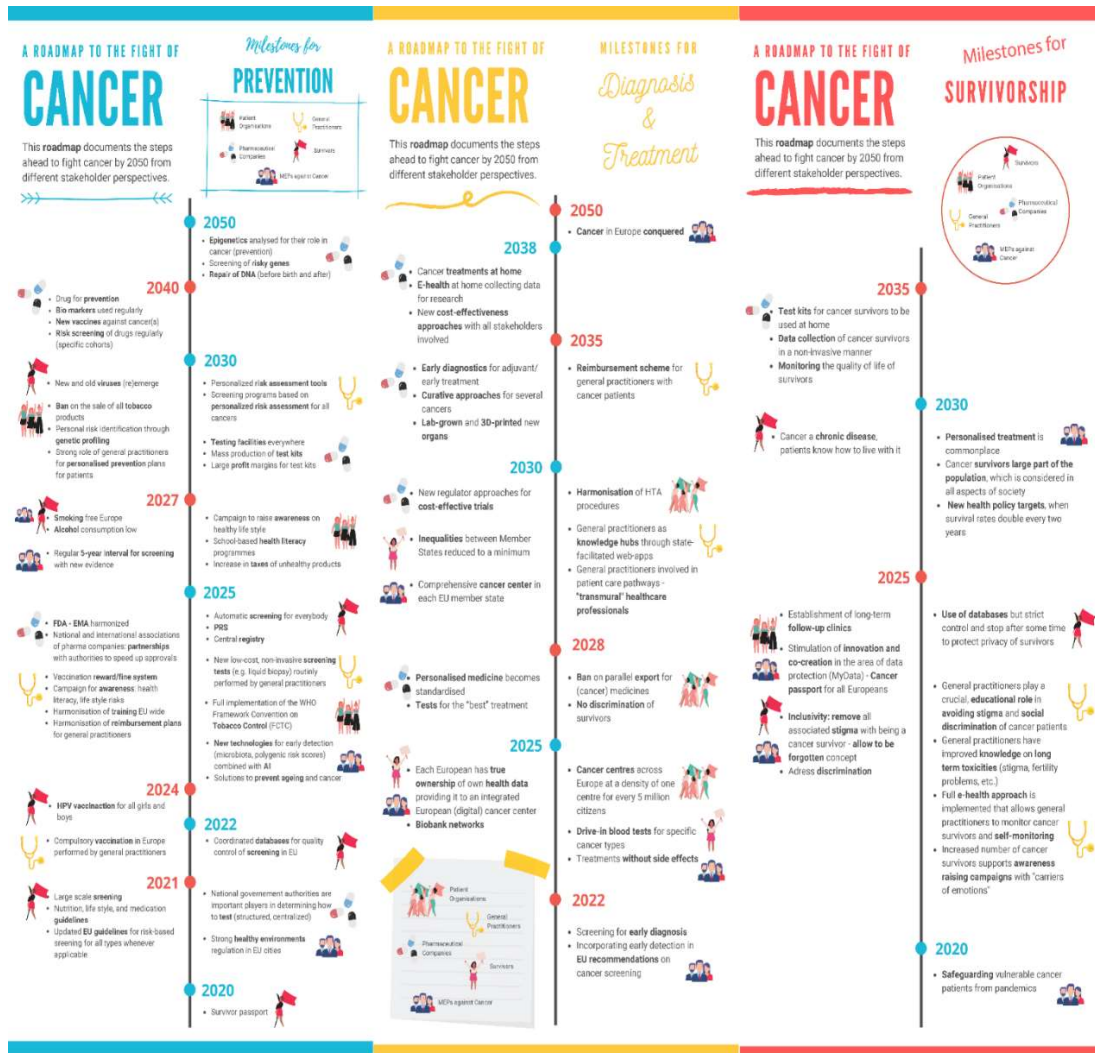 A ROADMAP TO THE FIGHT OF
CANCER
This roadmap documents the steps
ahead to fight cancer by 2050 from
different stakeholder perspectives.
Milestones for
PREVENTION
Patient
Organisations
General
Practitioners
Pharmaceutical
Companies
Survivors
MEPs against Cancer
2050
• Epigenetics analysed for their role in
cancer (prevention)
• Screening of risky genes
• Repair of DNA (before birth and after)
2040
• Drug for prevention
• Bio markers used regularly
• New vaccines against cancer(s)
• Risk screening of drugs regularly
(specific cohorts)
2030
• New and old viruses (re)emerge
• Ban on the sale of all tobacco
products
• Personal risk identification through
genetic profiling
• Strong role of general practitioners
for personalised prevention plans
for patients
• Personalized risk assessment tools
• Screening programs based on
personalized risk assessment for all
cancers
• Testing facilities everywhere
• Mass production of test kits
• Large profit margins for test kits
2027
• Smoking free Europe
• Alcohol consumption low
• Regular 5-year interval for screening
with new evidence
• Campaign to raise awareness on
healthy life style
• School-based health literacy
programmes
• Increase in taxes of unhealthy products
2025
• FDA - EMA harmonized
• National and international associations
of pharma companies: partnerships
with authorities to speed up approvals
• Vaccination reward/fine system
• Campaign for awareness: health
literacy, life style risks
• Harmonisation of training EU wide
• Harmonisation of reimbursement plans
for general practitioners
• Automatic screening for everybody
• PRS
• Central registry
• New low-cost, non-invasive screening
tests (e.g. liquid biopay) routinly
performed by general practitioners
• Full implementation of the WHO
Framework Convention on
Tobacco Control (FCTC)
• New technologies for early detection
(microbiota, polygenic risk scores)
combined with AI
• Solutions to prevent ageing and cancer
2024
• HPV vaccinaction for all girls and
boys
2022
• Compulsory vaccination in Europe
performed by general practitioners
• Coordinated databases for quality
control of screening in EU
2021
• Large scale sreening
• Nutrition, life style, and medication
guidelines
• Updated EU guidelines for risk-based
sreening for all types whenever
applicable
• National governement authorities are
important players in determining how
to test (structured, centralized)
• Strong healthy environments
regulation in EU cities
2020
• Survivor passport
A ROADMAP TO THE FIGHT OF
CANCER
This roadmap documents the steps
ahead to fight cancer by 2050 from
different stakeholder perspectives.
MILESTONES FOR
Diagnosis
&
Treatment
2050
• Cancer in Europe conquered
2038
• Cancer treatments at home
• E-health at home collecting data
for research
• New cost-effectiveness
approaches with all stakeholders
involved
2035
• Early diagnostics for adjuvant/
early treatment
• Curative approaches for several
cancers
• Lab-grown and 3D-printed new
organs
• Reimbursement scheme for
general practitioners with
cancer patients
2030
• New regulator approaches for
cost-effective trials
• Inequalities between Member
States reduced to a minimum
• Comprehensive cancer center in
each EU member state
• Harmonisation of HTA
procedures
• General practitioners as
knowledge hubs through state-
facilitated web-apps
• General practitioners involved in
patient care pathways -
"transmural" healthcare
professionals
2028
• Personalised medicine becomes
standardised
• Tests for the "best" treatment
• Ban on parallel export for
(cancer) medicines
• No discrimination of
survivors
2025
• Each European has true
ownership of own health data
providing it to an integrated
European (digital) cancer center
• Biobank networks
• Cancer centres across
Europe at a density of one
centre for every 5 million
citizens
• Drive-in blood tests for specific
cancer types
• Treatments without side effects
Patient
Organisations
General
Practitioners
Pharmaceutical
Companies
Survivors
MEPs against Cancer
2022
• Screening for early diagnosis
• Incorporating early detection in
EU recommendations on
cancer screening
A ROADMAP TO THE FIGHT OF
CANCER
This roadmap documents the steps
ahead to fight cancer by 2050 from
different stakeholder perspectives.
Milestones for
SURVIVORSHIP
Survivors
Patient
Organisations
Pharmaceutical
Companies
General
Practitioners
MEPs against
Cancer
2035
• Test kits for cancer survivors to be
used at home
• Data collection of cancer survivors
in a non-invasive manner
• Monitoring the quality of life of
survivors
2030
• Cancer a chronic disease,
patients know how to live with it
• Personalised treatment is
commonplace
• Cancer survivors large part of the
population, which is considered in
all aspects of society
• New health policy targets, when
survival rates double every two
years
2025
• Establishment of long-term
follow-up clinics
• Stimulation of innovation and
co-creation in the area of data
protection (MyData) - Cancer
passport for all Europeans
• Inclusivity: remove all
associated stigma with being a
cancer survivor - allow to be
forgotten concept
• Adress discrimination
• Use of databases but strict
control and stop after some time
to protect privacy of survivors
• General practitioners play a
crucial, educational role in
avoiding stigma and social
discrimination of cancer patients
• General practitioners have
improved knowledge on long
term toxicities (stigma, fertility
problems, etc.)
• Full e-health approach is
implemented that allows general
practitioners to monitor cancer
survivors and self-monitoring
• Increased number of cancer
survivors supports awareness
raising campaigns with "carriers
of emotions"
2020
• Safeguarding vulnerable cancer
patients from pandemics